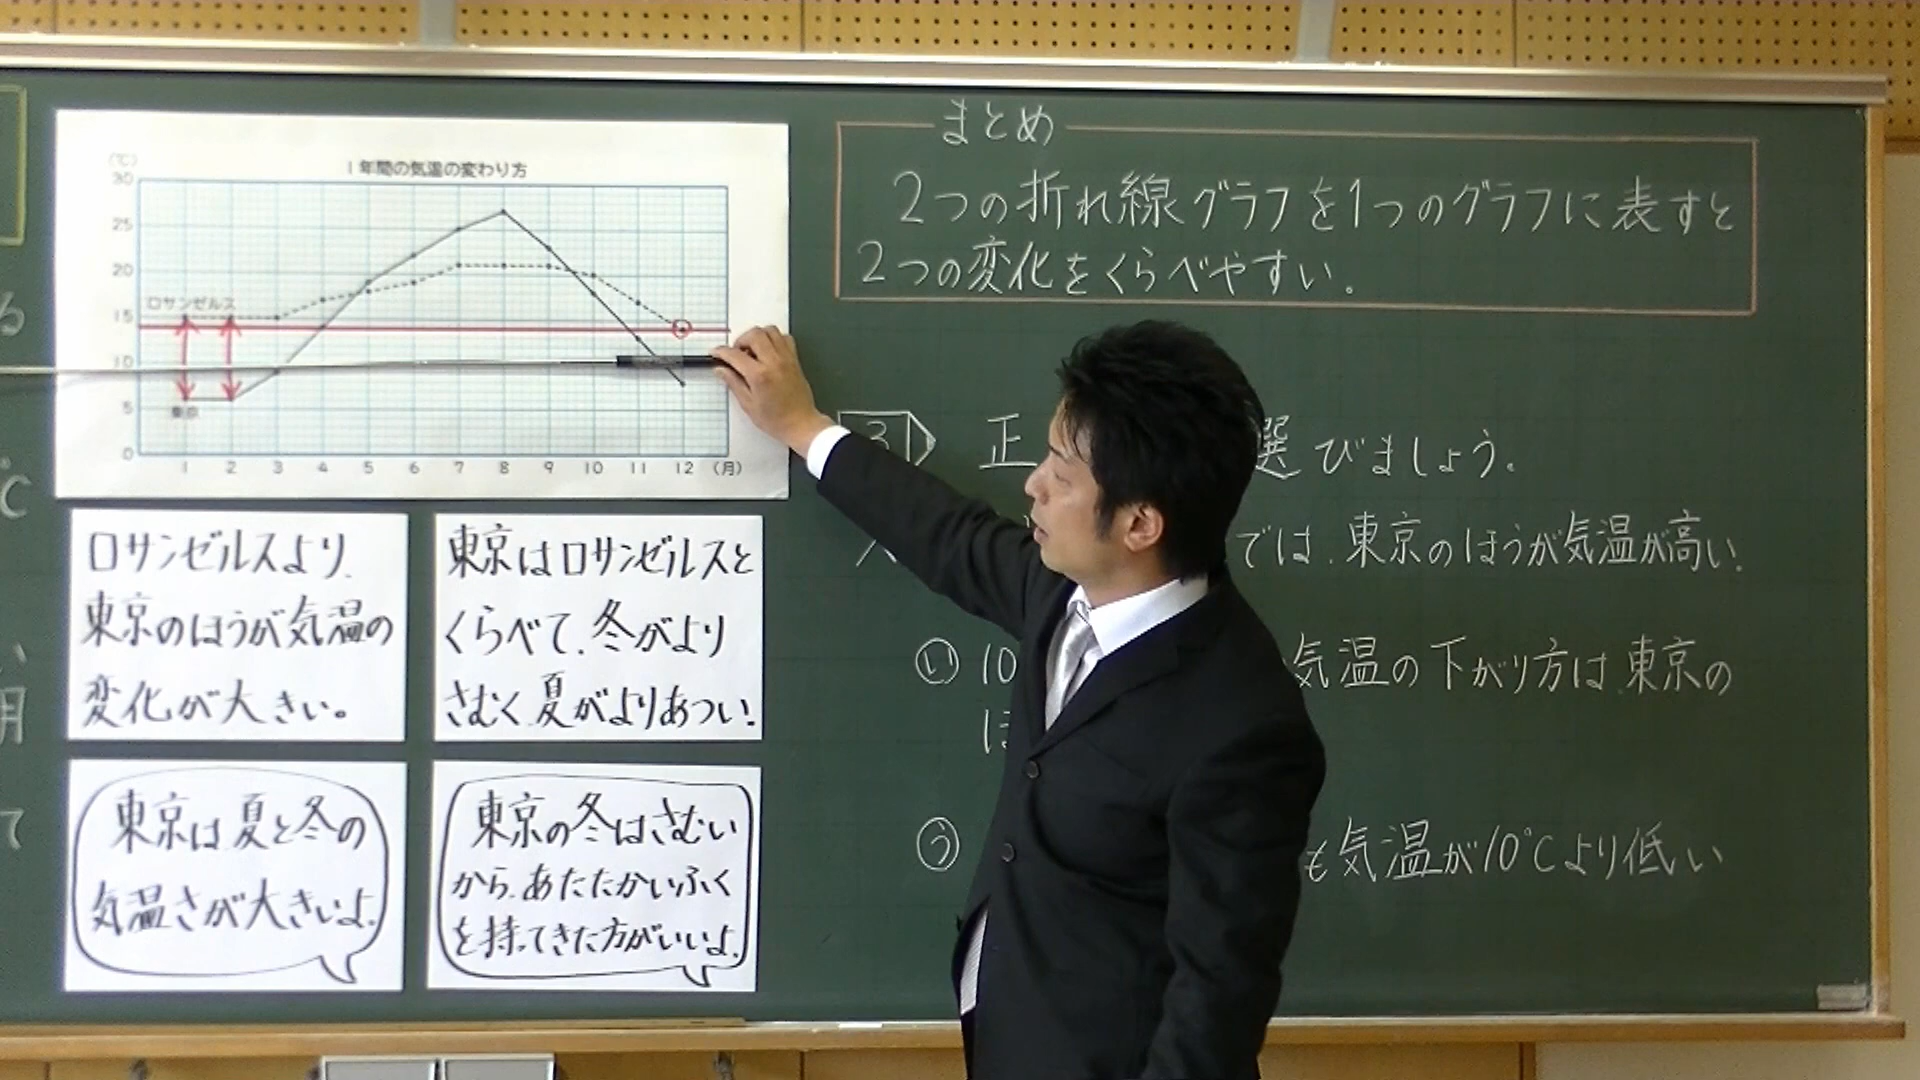 る
℃
い
用
て
(℃)
1年間の気温の変わり方
30
25
20
15
10
5
0
ロサンゼルス
東京
1 2 3 4 5 6 7 8 9 10 11 12 (月)
ロサンゼルスより、
東京のほうが気温の
変化が大きい。
東京はロサンゼルスと
くらべて、冬がより
さむく夏がよりあつい。
東京は夏と冬の
気温さが大きいよ。
東京の冬はさむい
から、あたたかいふく
を持ってきた方がいいよ。
まとめ
2つの折れ線グラフを1つのグラフに表すと
2つの変化をくらべやすい。
3 正 選びましょう。
では、東京のほうが気温が高い。
い 10 気温の下がり方は、東京の
ほ
う も気温が10℃より低い